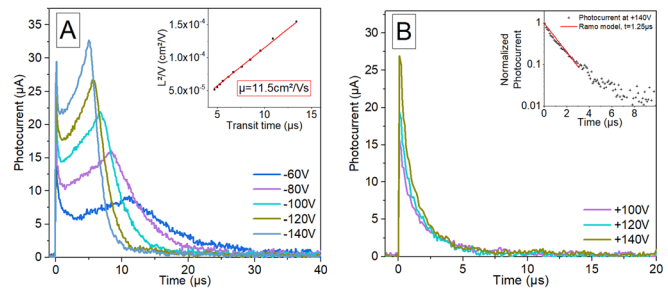 A
35
30
25
20
15
10
5
0
Photocurrent (µA)
0
10
20
30
40
Time (µs)
-60V
-80V
-100V
-120V
-140V
1.5x10⁻⁴
1.0x10⁻⁴
5.0x10⁻⁵
L²/V (cm²/V)
5
10
15
Transit time (µs)
µ=11.5cm²/Vs
B
35
30
25
20
15
10
5
0
Photocurrent (µA)
0
5
10
15
20
Time (µs)
+100V
+120V
+140V
Photocurrent at +140V
Ramo model, t=1.25µs
1
0.1
0.01
Normalized
Photocurrent
0
2
4
6
8
Time (µs)